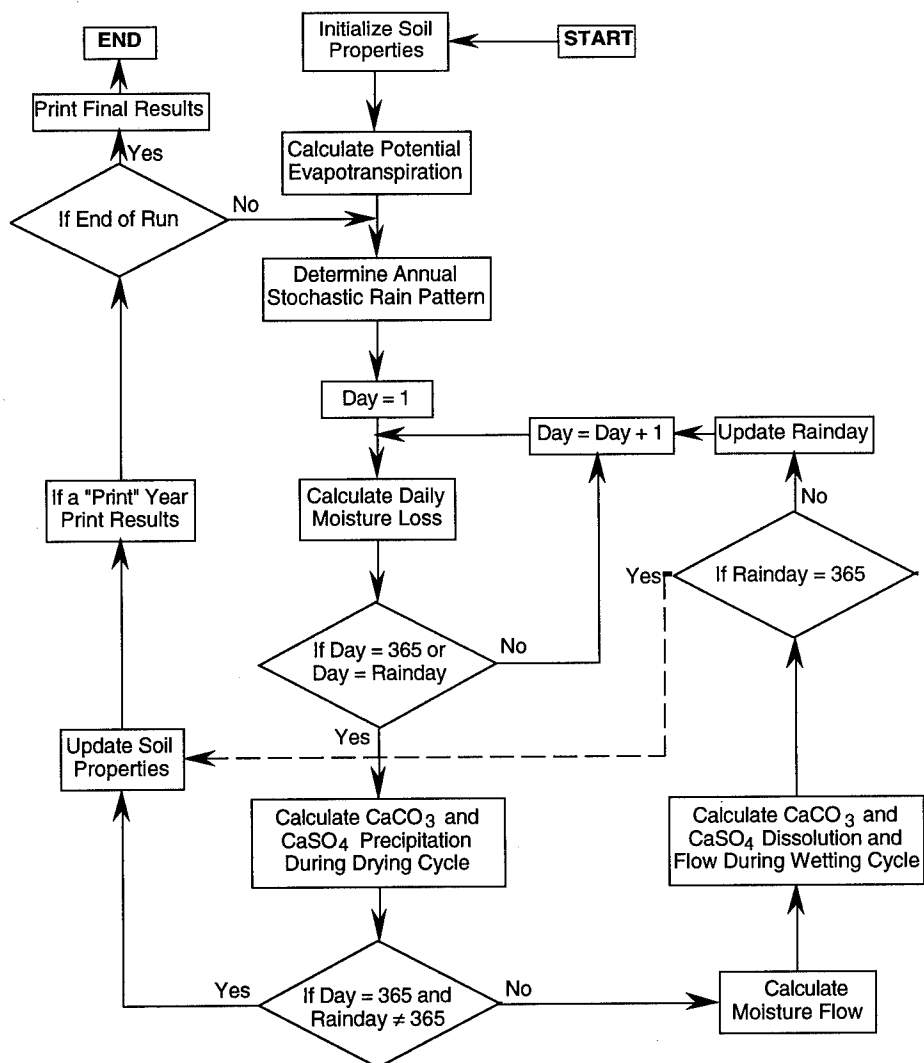 START
Initialize Soil
Properties
Calculate Potential
Evapotranspiration
Determine Annual
Stochastic Rain Pattern
Day = 1
Calculate Daily
Moisture Loss
If Day = 365 or
Day = Rainday
No
Day = Day + 1
Yes
Calculate CaCO₃ and
CaSO₄ Precipitation
During Drying Cycle
If Day = 365 and
Rainday ≠ 365
No
Calculate
Moisture Flow
Calculate CaCO₃ and
CaSO₄ Dissolution and
Flow During Wetting Cycle
If Rainday = 365
No
Update Rainday
Yes
Yes
Update Soil
Properties
If a "Print" Year
Print Results
If End of Run
No
Yes
Print Final Results
END